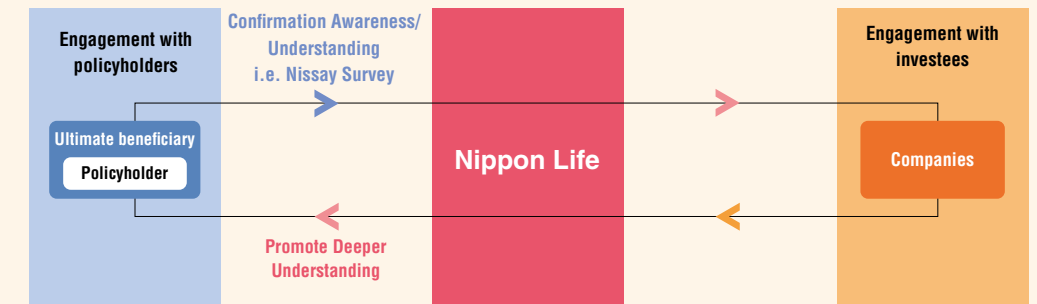 Engagement with
policyholders
Confirmation Awareness/
Understanding
i.e. Nissay Survey
Engagement with
investees
Ultimate beneficiary
Policyholder
Nippon Life
Companies
Promote Deeper
Understanding